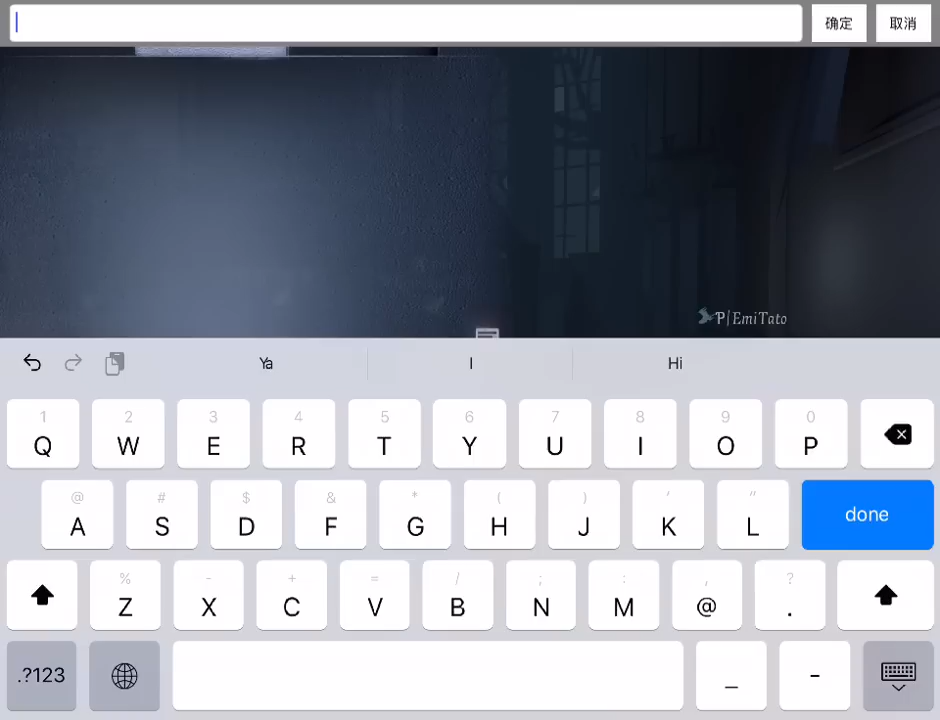 确定 取消
P/EmiTato
Ya I Hi
1 2 3 4 5 6 7 8 9 0
Q W E R T Y U I O P
@ # $ & * ( ) ' "
A S D F G H J K L done
% - + = / ; : , ?
Z X C V B N M @ .
.?123 _ -